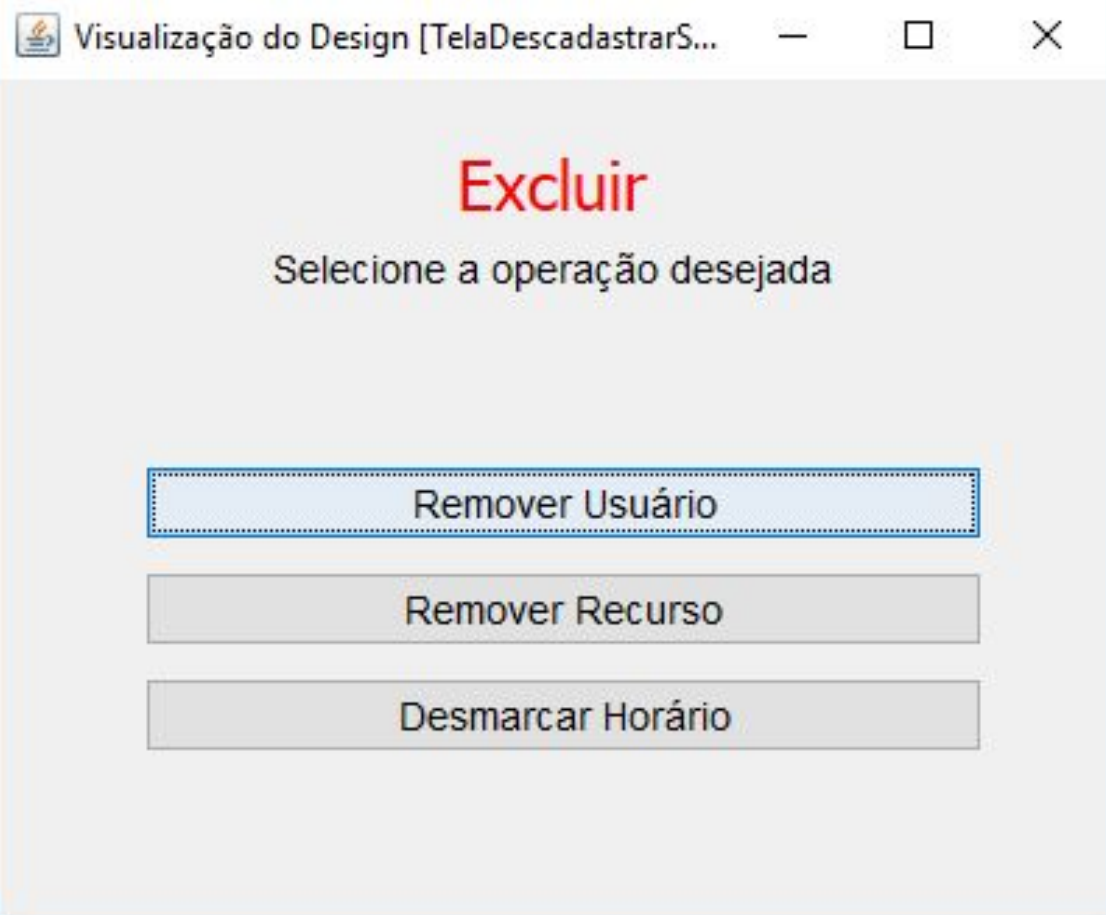 Visualização do Design [TelaDescadastrarS...
Excluir
Selecione a operação desejada
Remover Usuário
Remover Recurso
Desmarcar Horário